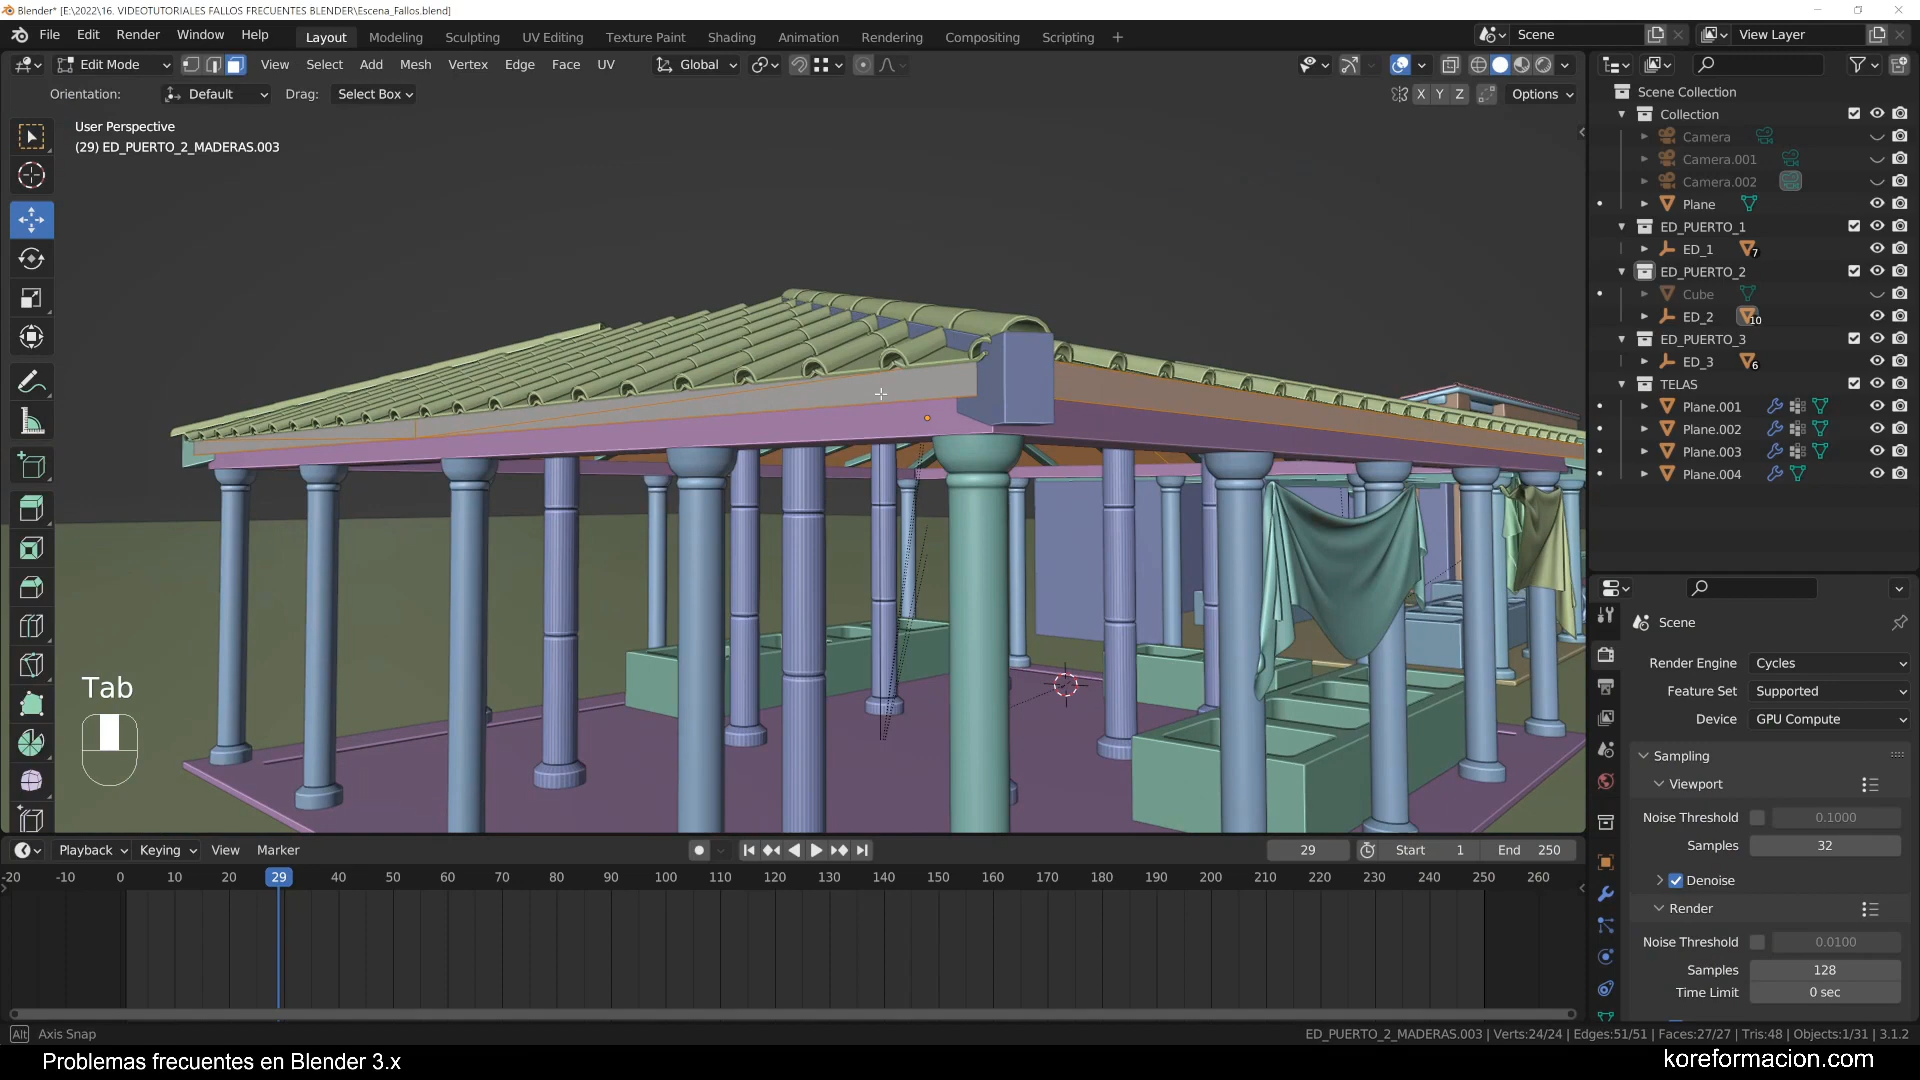 Blender* [E:\2022\16. VIDEOTUTORIALES FALLOS FRECUENTES BLENDER\Escena_Fallos.blend]
File Edit Render Window Help Layout Modeling Sculpting UV Editing Texture Paint Shading Animation Rendering Compositing Scripting + Scene View Layer
Edit Mode View Select Add Mesh Vertex Edge Face UV Global
Orientation: Default Drag: Select Box X Y Z Options
User Perspective
(29) ED_PUERTO_2_MADERAS.003
Tab
Scene Collection
Collection
Camera
Camera.001
Camera.002
Plane
ED_PUERTO_1
ED_1 7
ED_PUERTO_2
Cube
ED_2 10
ED_PUERTO_3
ED_3 6
TELAS
Plane.001
Plane.002
Plane.003
Plane.004
Scene
Render Engine Cycles
Feature Set Supported
Device GPU Compute
Sampling
Viewport
Noise Threshold 0.1000
Samples 32
Denoise
Render
Noise Threshold 0.0100
Samples 128
Time Limit 0 sec
Playback Keying View Marker 29 Start 1 End 250
-20 -10 0 10 20 29 40 50 60 70 80 90 100 110 120 130 140 150 160 170 180 190 200 210 220 230 240 250 260
Alt Axis Snap ED_PUERTO_2_MADERAS.003 | Verts:24/24 | Edges:51/51 | Faces:27/27 | Tris:48 | Objects:1/31 | 3.1.2
Problemas frecuentes en Blender 3.x koreformacion.com